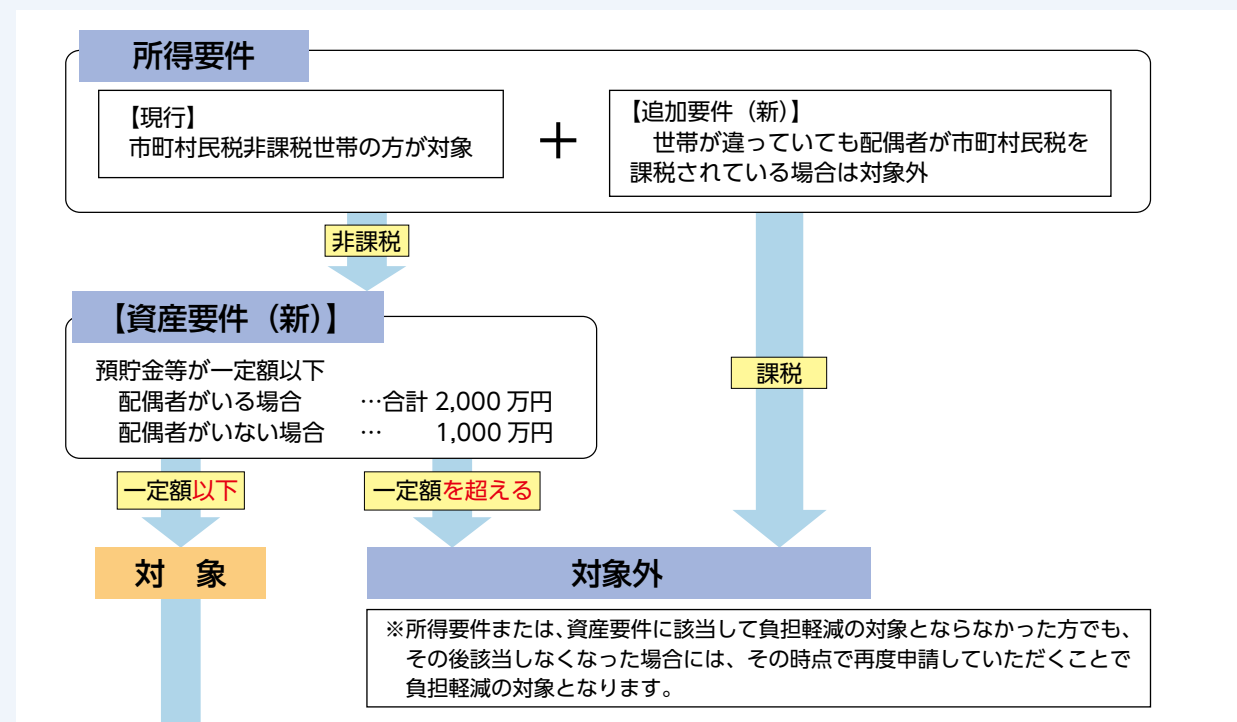 所得要件
【現行】
市町村民税非課税世帯の方が対象
＋
【追加要件（新）】
世帯が違っていても配偶者が市町村民税を
課税されている場合は対象外
非課税
【資産要件（新）】
預貯金等が一定額以下
配偶者がいる場合　…合計 2,000 万円
配偶者がいない場合　…　1,000 万円
課税
一定額以下
一定額を超える
対　象
対象外
※所得要件または、資産要件に該当して負担軽減の対象とならなかった方でも、
その後該当しなくなった場合には、その時点で再度申請していただくことで
負担軽減の対象となります。